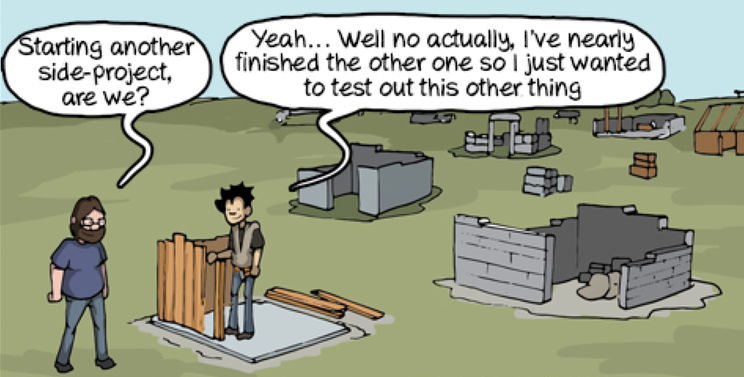 Starting another
side-project,
are we?
Yeah... Well no actually, I've nearly
finished the other one so I just wanted
to test out this other thing